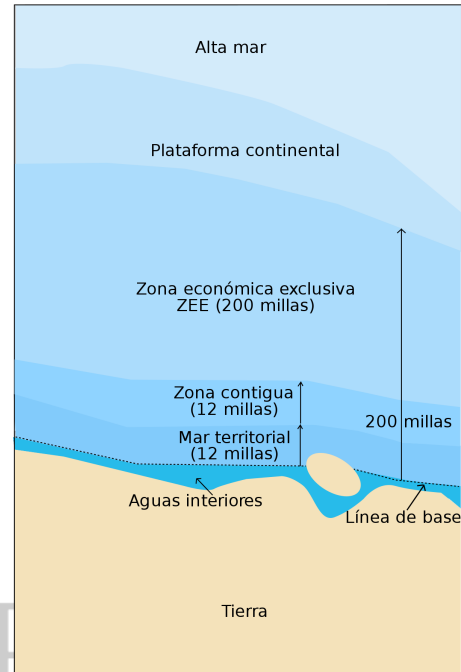 Alta mar
Plataforma continental
Zona económica exclusiva
ZEE (200 millas)
Zona contigua
(12 millas)
200 millas
Mar territorial
(12 millas)
Aguas interiores
Línea de base
Tierra